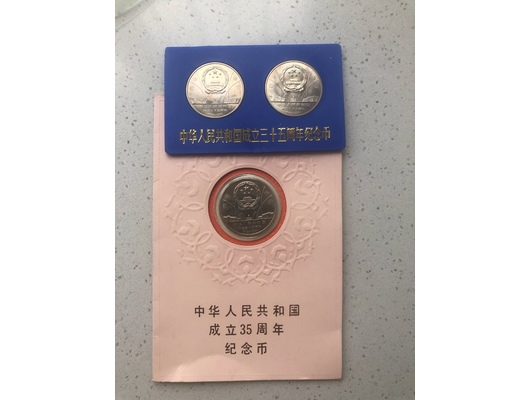 中华人民共和国成立三十五周年纪念币
中华人民共和国
成立35周年
纪念币